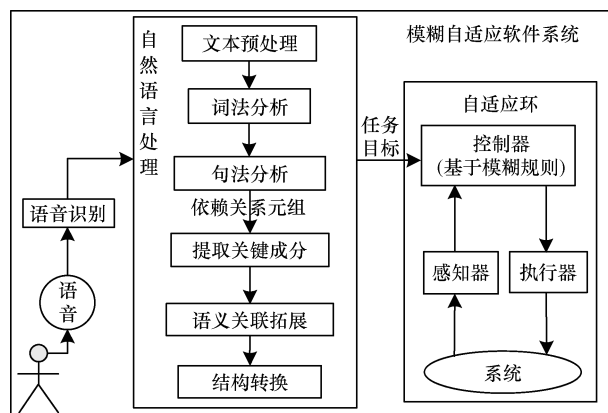 模糊自适应软件系统
自然语言处理
文本预处理
词法分析
句法分析
依赖关系元组
提取关键成分
语义关联拓展
结构转换
语音识别
语音
任务
目标
自适应环
控制器
(基于模糊规则)
感知器
执行器
系统